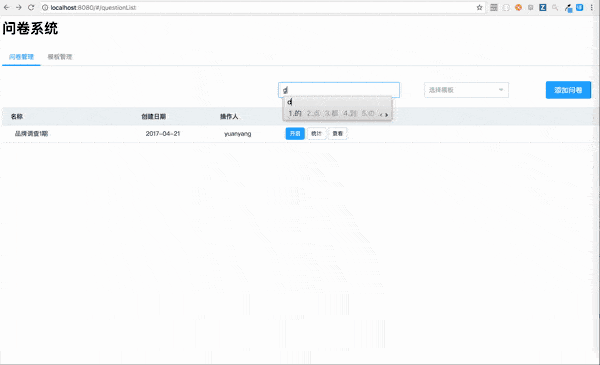 localhost:8080/#/questionList
问卷系统
问卷管理 模板管理
选择模板 添加问卷
d
1.的 2.点 3.都 4.到
名称 创建日期 操作人
品牌调查1期 2017-04-21 yuanyang 开启 统计 查看